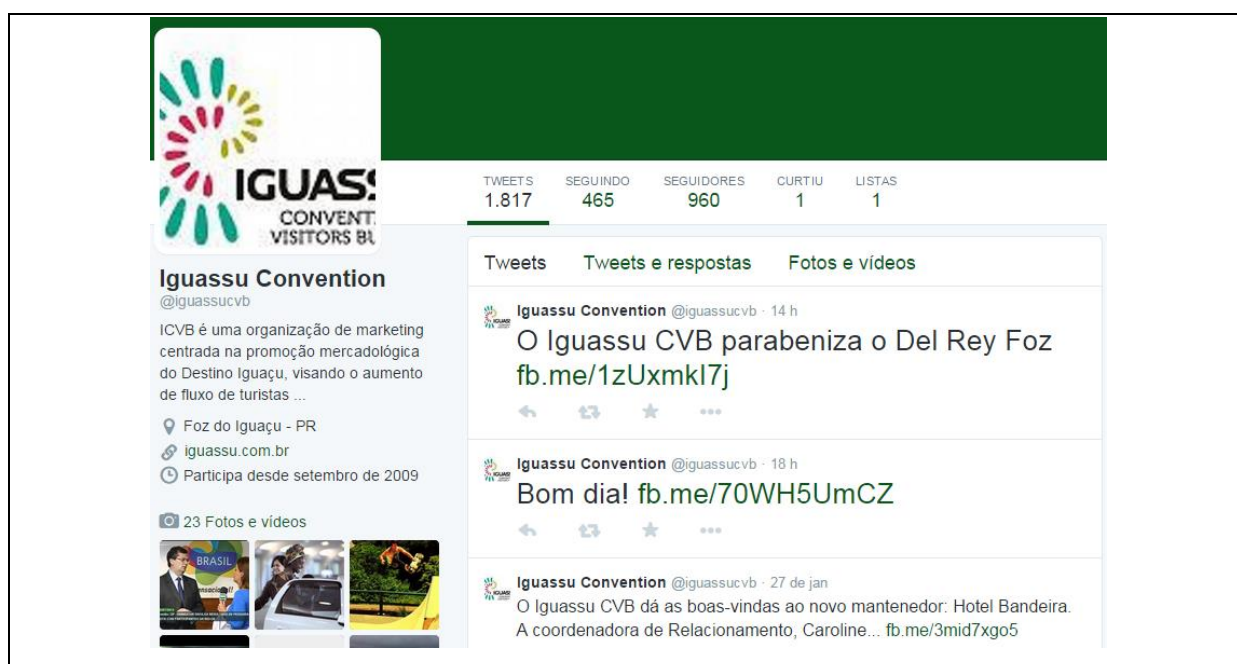 IGUASS
CONVENT
VISITORS BU
TWEETS SEGUINDO SEGUIDORES CURTIU LISTAS
1.817 465 960 1 1
Iguassu Convention
@iguassucvb
ICVB é uma organização de marketing
centrada na promoção mercadológica
do Destino Iguaçu, visando o aumento
de fluxo de turistas ...
Foz do Iguaçu - PR
iguassu.com.br
Participa desde setembro de 2009
23 Fotos e vídeos
BRASIL
Tweets Tweets e respostas Fotos e vídeos
Iguassu Convention @iguassucvb · 14 h
O Iguassu CVB parabeniza o Del Rey Foz
fb.me/1zUxmkI7j
Iguassu Convention @iguassucvb · 18 h
Bom dia! fb.me/70WH5UmCZ
Iguassu Convention @iguassucvb · 27 de jan
O Iguassu CVB dá as boas-vindas ao novo mantenedor: Hotel Bandeira.
A coordenadora de Relacionamento, Caroline... fb.me/3mid7xgo5